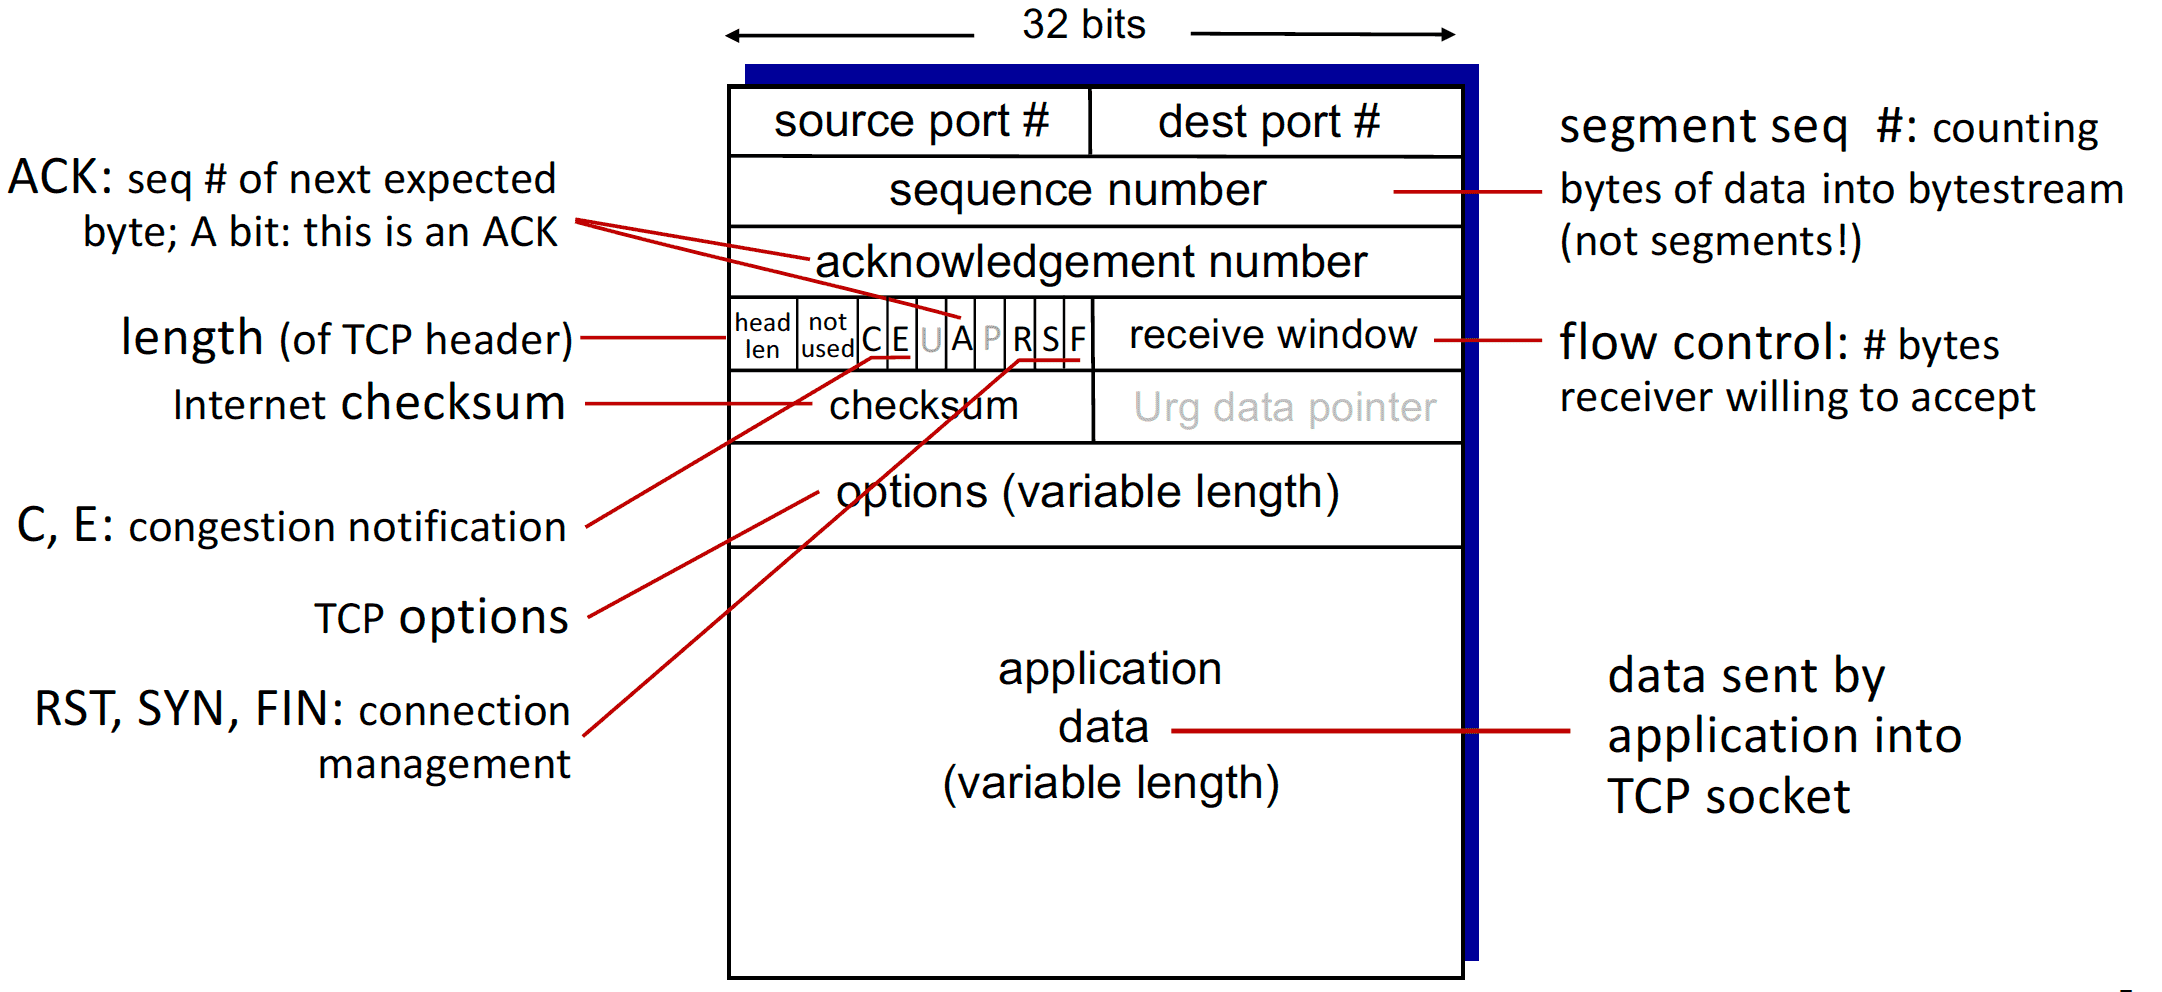 32 bits
source port #
dest port #
sequence number
acknowledgement number
head
len
not
used
C
E
U
A
P
R
S
F
receive window
checksum
Urg data pointer
options (variable length)
application
data
(variable length)
ACK: seq # of next expected
byte; A bit: this is an ACK
length (of TCP header)
Internet checksum
C, E: congestion notification
TCP options
RST, SYN, FIN: connection
management
segment seq #: counting
bytes of data into bytestream
(not segments!)
flow control: # bytes
receiver willing to accept
data sent by
application into
TCP socket